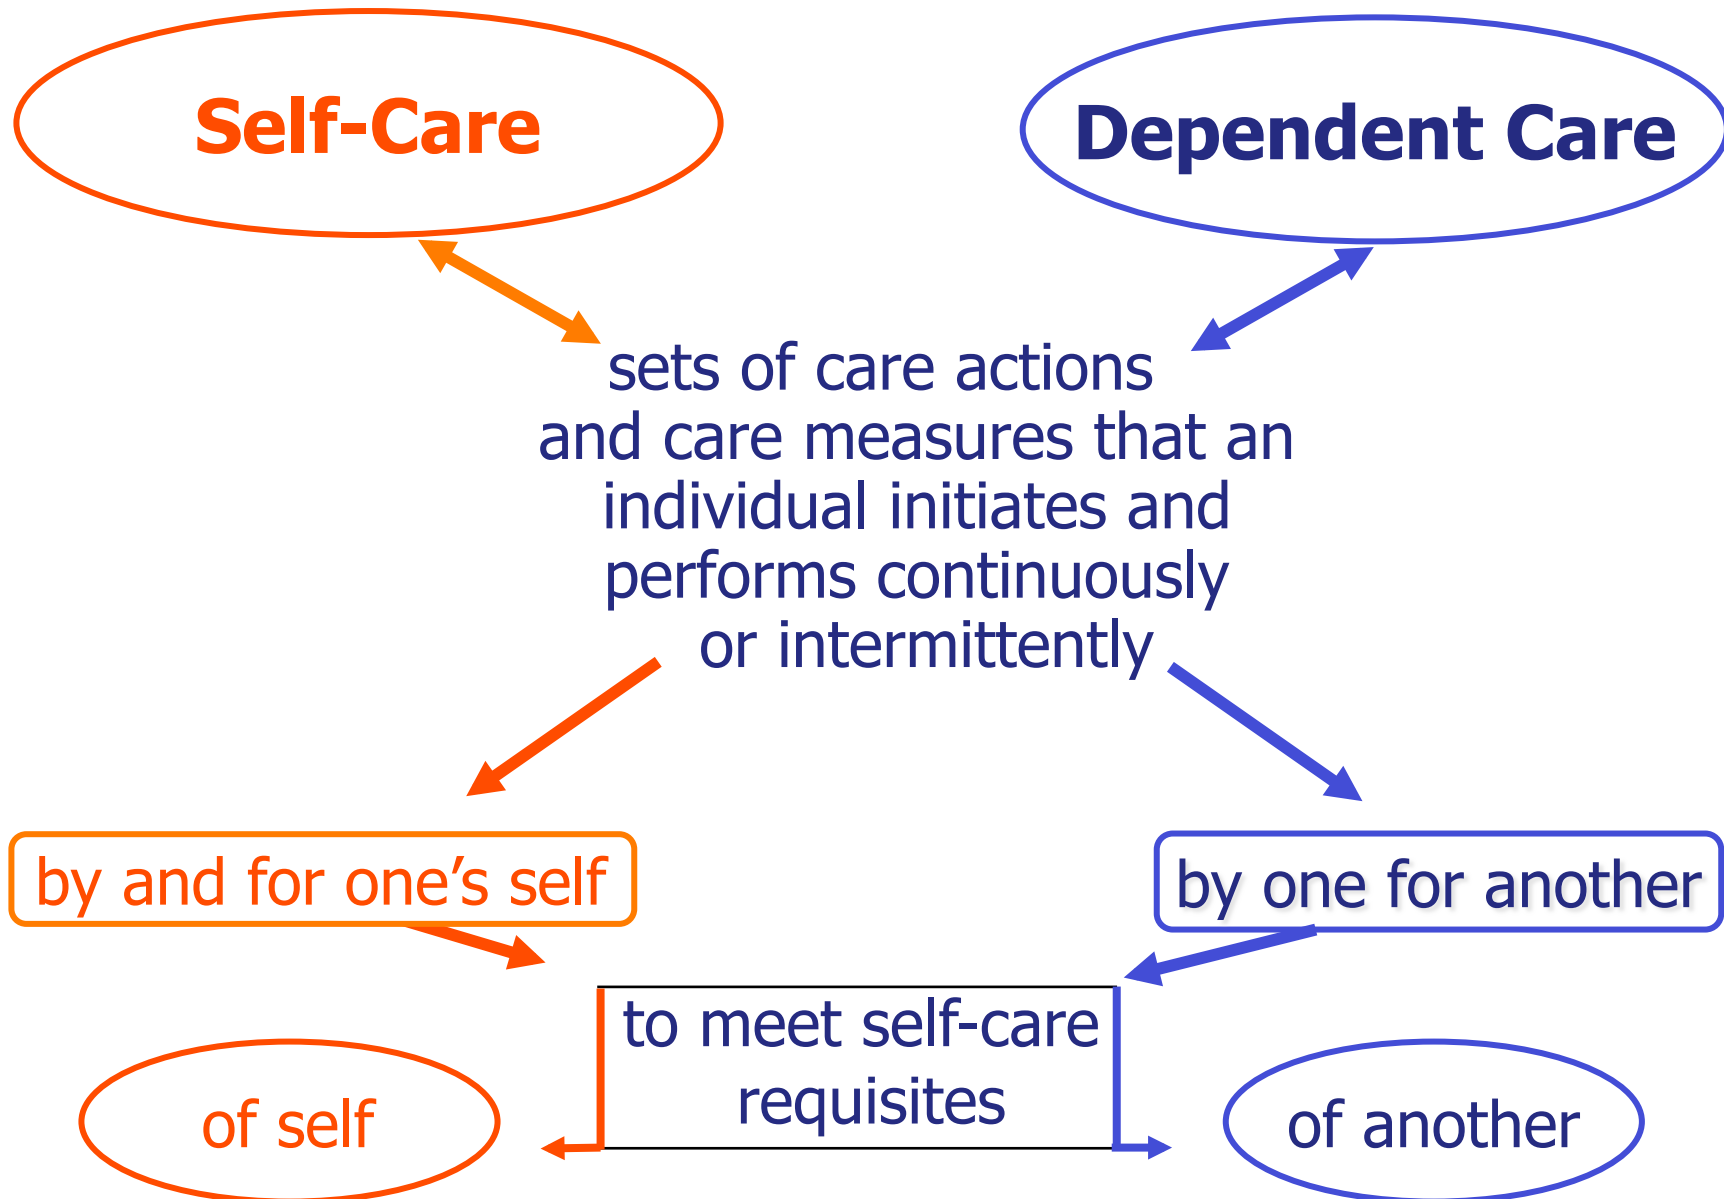 Self-Care
Dependent Care
sets of care actions
and care measures that an
individual initiates and
performs continuously
or intermittently
by and for one’s self
by one for another
to meet self-care
requisites
of self
of another